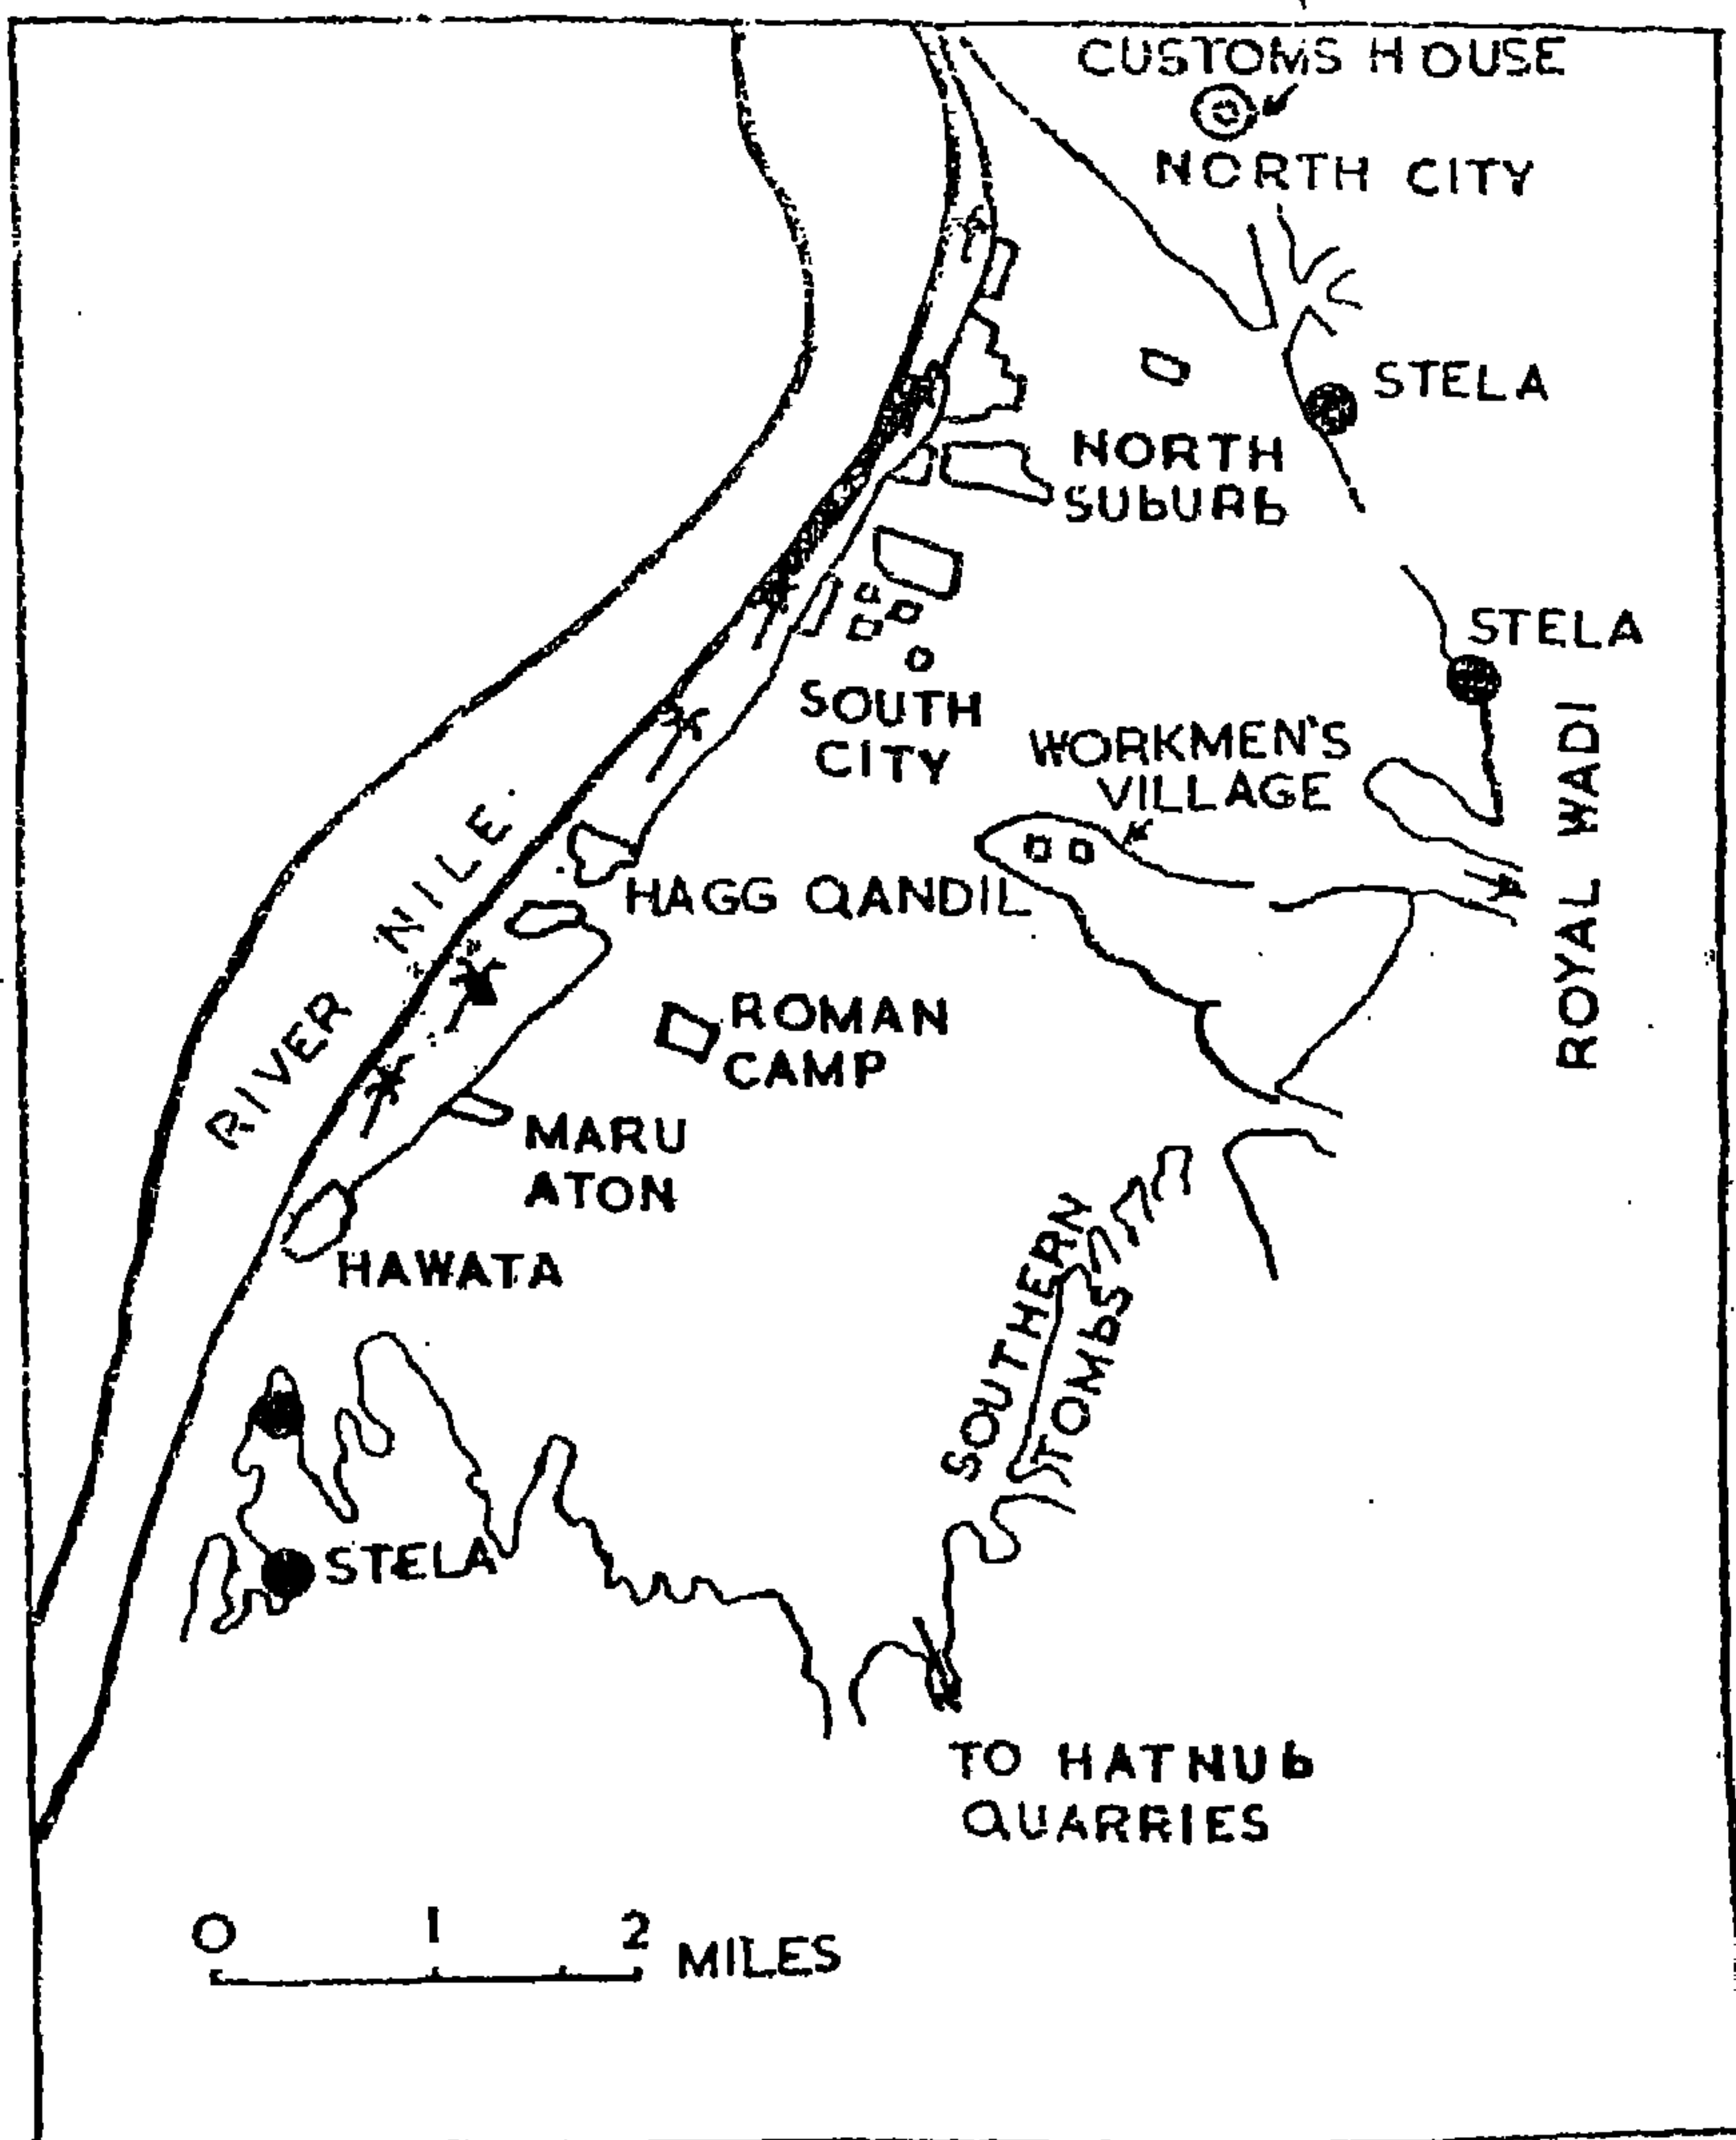 CUSTOMS HOUSE
NORTH CITY
STELA
NORTH
SUbURb
STELA
SOUTH
CITY
WORKMEN'S
VILLAGE
ROYAL WADI
RIVER NILE
HAGG QANDIL
ROMAN
CAMP
MARU
ATON
HAWATA
SOUTHERN
TOMbS
STELA
TO HATNUb
QUARRIES
0 1 2 MILES